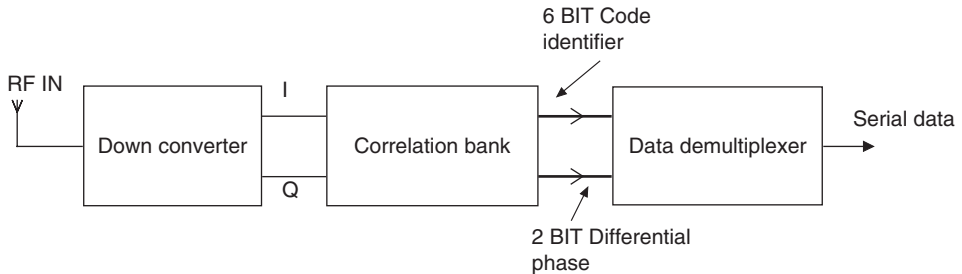 6 BIT Code
identifier
RF IN
I
Down converter
Q
Correlation bank
Data demultiplexer
Serial data
2 BIT Differential
phase